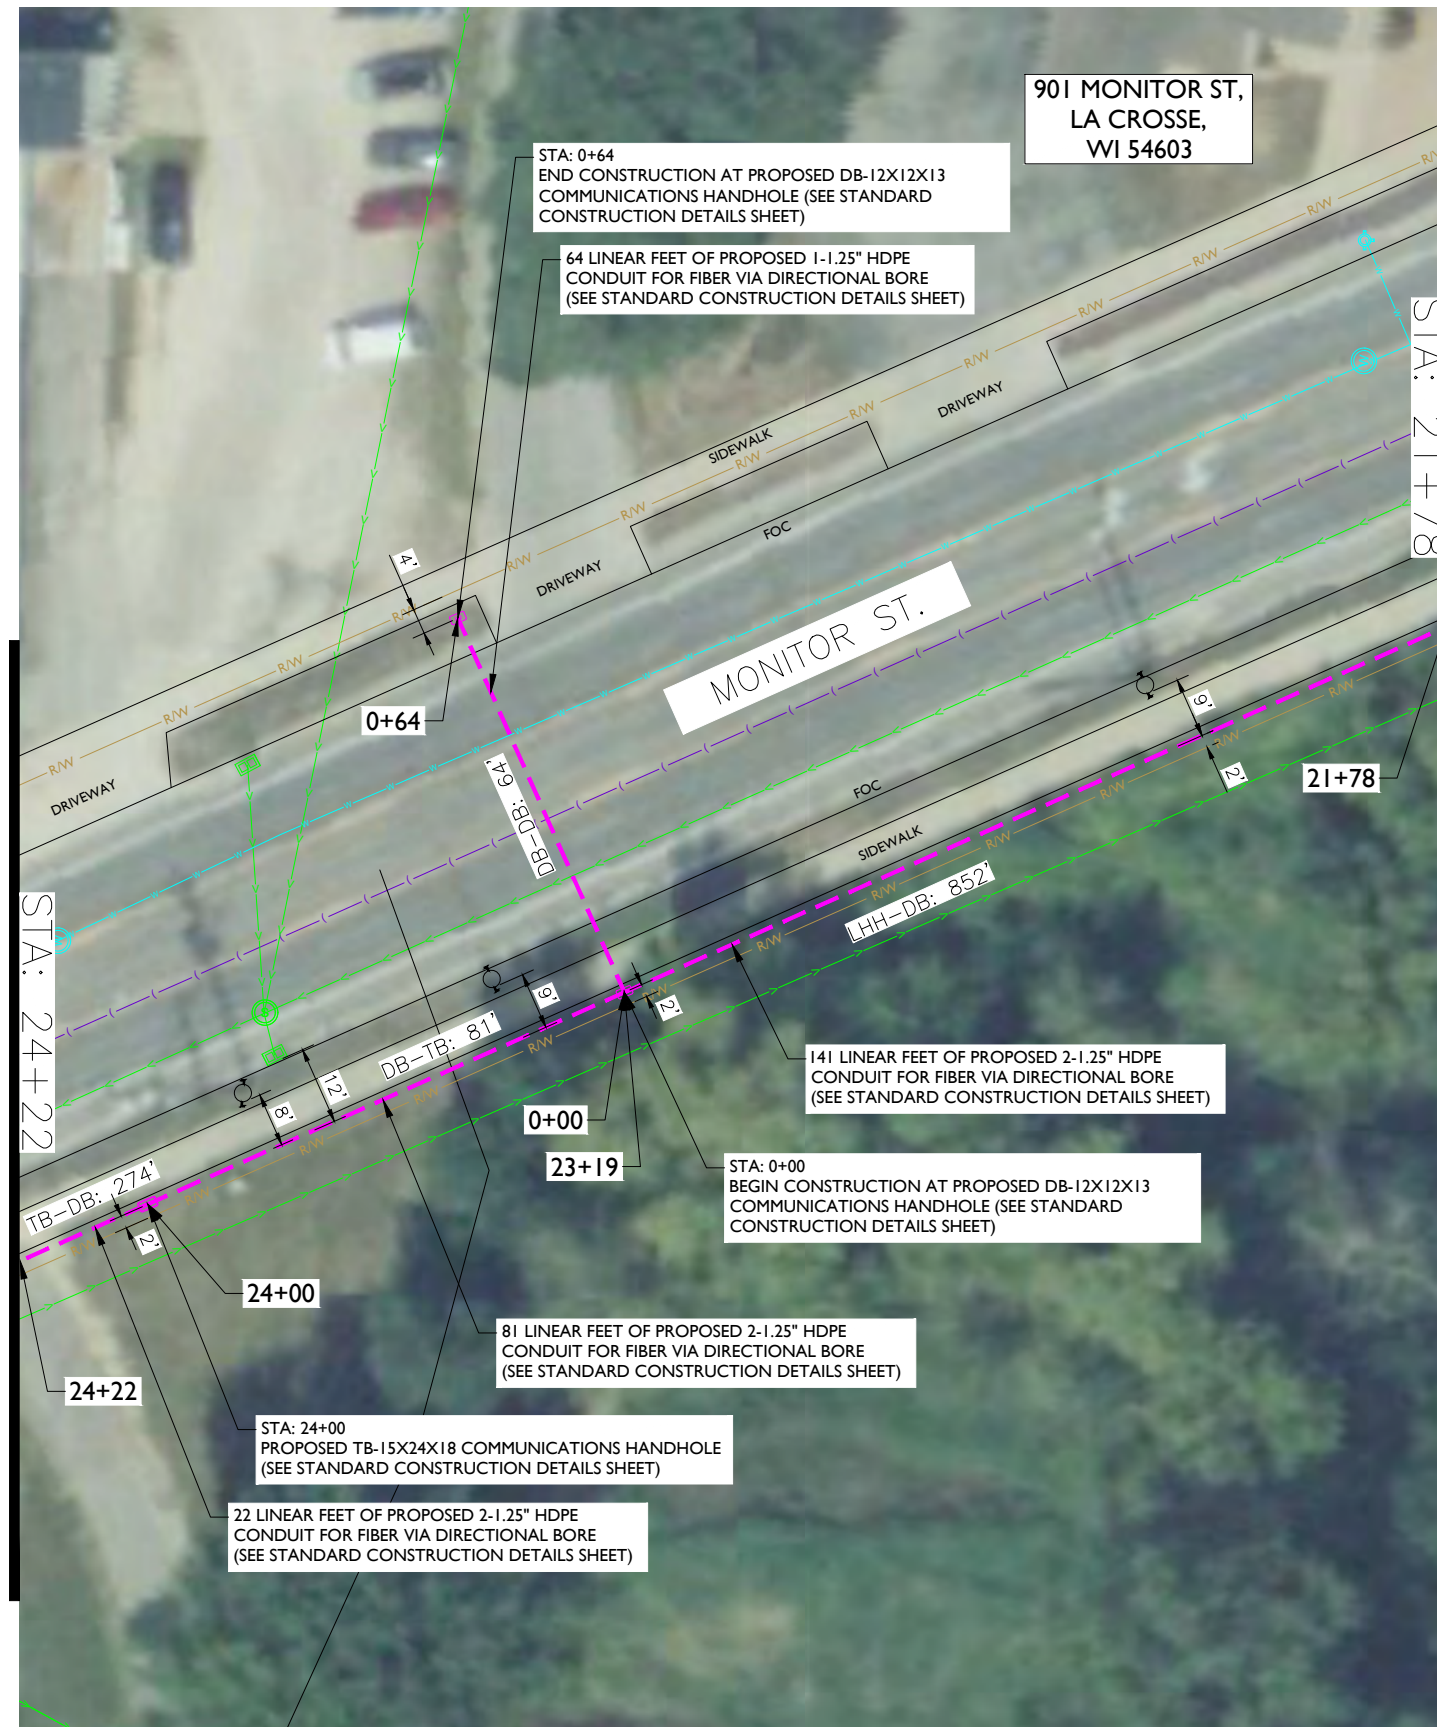 901 MONITOR ST,
LA CROSSE,
WI 54603
STA: 0+64
END CONSTRUCTION AT PROPOSED DB-12X12X13
COMMUNICATIONS HANDHOLE (SEE STANDARD
CONSTRUCTION DETAILS SHEET)
64 LINEAR FEET OF PROPOSED 1-1.25" HDPE
CONDUIT FOR FIBER VIA DIRECTIONAL BORE
(SEE STANDARD CONSTRUCTION DETAILS SHEET)
R/W
R/W
R/W
R/W
R/W
R/W
R/W
R/W
R/W
R/W
R/W
R/W
R/W
STA: 21+78
DRIVEWAY
SIDEWALK
FOC
DRIVEWAY
4'
MONITOR ST.
0+64
DRIVEWAY
DB-DB: 64'
9'
2'
21+78
FOC
SIDEWALK
R/W
R/W
R/W
R/W
R/W
R/W
LHH-DB: 852'
STA: 24+22
9'
2'
DB-TB: 81'
12'
8'
R/W
R/W
R/W
R/W
R/W
141 LINEAR FEET OF PROPOSED 2-1.25" HDPE
CONDUIT FOR FIBER VIA DIRECTIONAL BORE
(SEE STANDARD CONSTRUCTION DETAILS SHEET)
0+00
23+19
STA: 0+00
BEGIN CONSTRUCTION AT PROPOSED DB-12X12X13
COMMUNICATIONS HANDHOLE (SEE STANDARD
CONSTRUCTION DETAILS SHEET)
TB-DB: 274'
2'
24+00
81 LINEAR FEET OF PROPOSED 2-1.25" HDPE
CONDUIT FOR FIBER VIA DIRECTIONAL BORE
(SEE STANDARD CONSTRUCTION DETAILS SHEET)
24+22
STA: 24+00
PROPOSED TB-15X24X18 COMMUNICATIONS HANDHOLE
(SEE STANDARD CONSTRUCTION DETAILS SHEET)
22 LINEAR FEET OF PROPOSED 2-1.25" HDPE
CONDUIT FOR FIBER VIA DIRECTIONAL BORE
(SEE STANDARD CONSTRUCTION DETAILS SHEET)